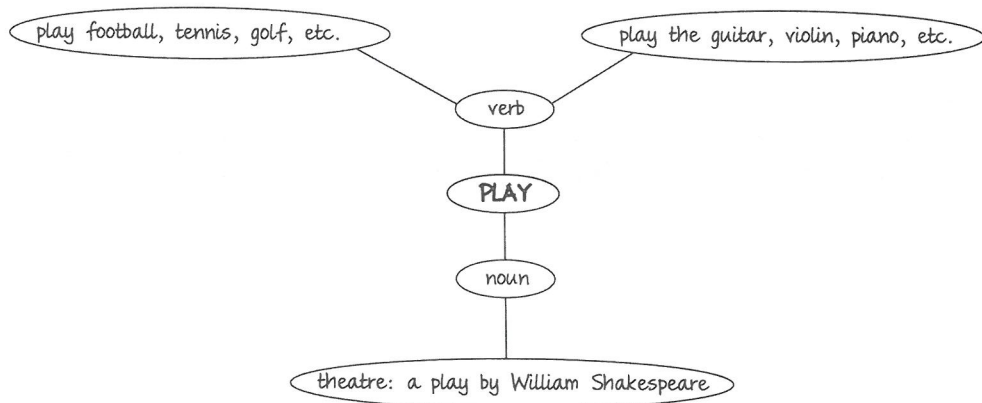 play football, tennis, golf, etc.
play the guitar, violin, piano, etc.
verb
PLAY
noun
theatre: a play by William Shakespeare